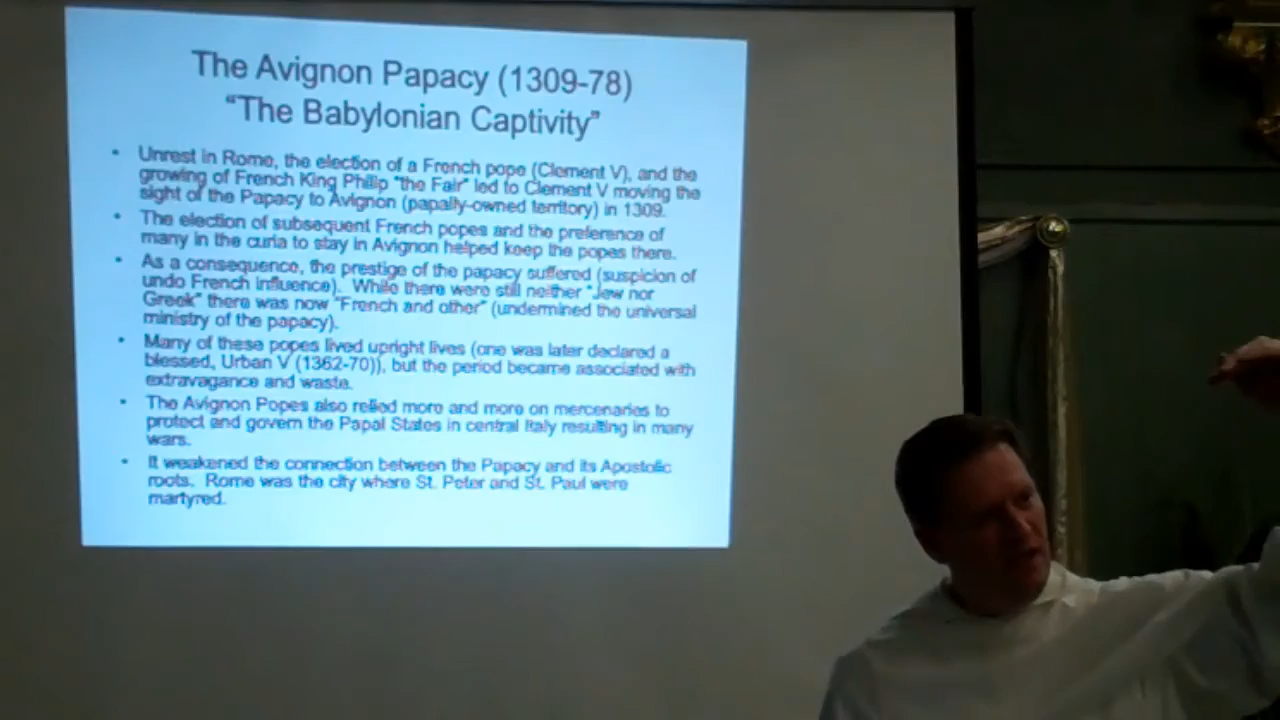 The Avignon Papacy (1309-78)
"The Babylonian Captivity"
• Unrest in Rome, the election of a French pope (Clement V), and the
growing of French King Philip "the Fair" led to Clement V moving the
sight of the Papacy to Avignon (papally-owned territory) in 1309.
• The election of subsequent French popes and the preference of
many in the curia to stay in Avignon helped keep the popes there.
• As a consequence, the prestige of the papacy suffered (suspicion of
undo French influence). While there were still neither "Jew nor
Greek" there was now "French and other" (undermined the universal
ministry of the papacy).
• Many of these popes lived upright lives (one was later declared a
blessed, Urban V (1362-70)), but the period became associated with
extravagance and waste.
• The Avignon Popes also relied more and more on mercenaries to
protect and govern the Papal States in central Italy resulting in many
wars.
• It weakened the connection between the Papacy and its Apostolic
roots. Rome was the city where St. Peter and St. Paul were
martyred.